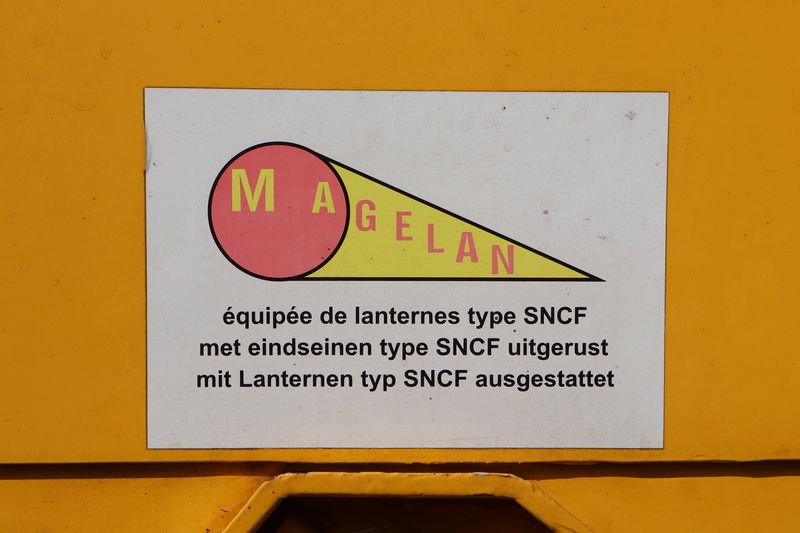 MAGELAN
équipée de lanternes type SNCF
met eindseinen type SNCF uitgerust
mit Lanternen typ SNCF ausgestattet